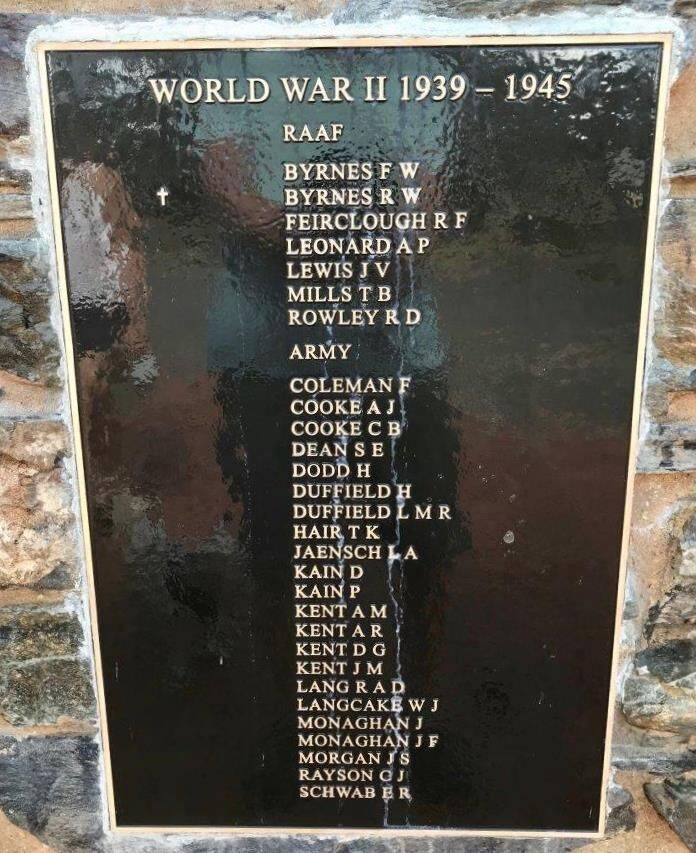 WORLD WAR II 1939 – 1945
RAAF
BYRNES F W
✝ BYRNES R W
FEIRCLOUGH R F
LEONARD A P
LEWIS J V
MILLS T B
ROWLEY R D
ARMY
COLEMAN F
COOKE A J
COOKE C B
DEAN S E
DODD H
DUFFIELD H
DUFFIELD L M R
HAIR T K
JAENSCH L A
KAIN D
KAIN P
KENT A M
KENT A R
KENT D G
KENT J M
LANG R A D
LANGCAKE W J
MONAGHAN J
MONAGHAN J F
MORGAN J S
RAYSON C J
SCHWAB E R